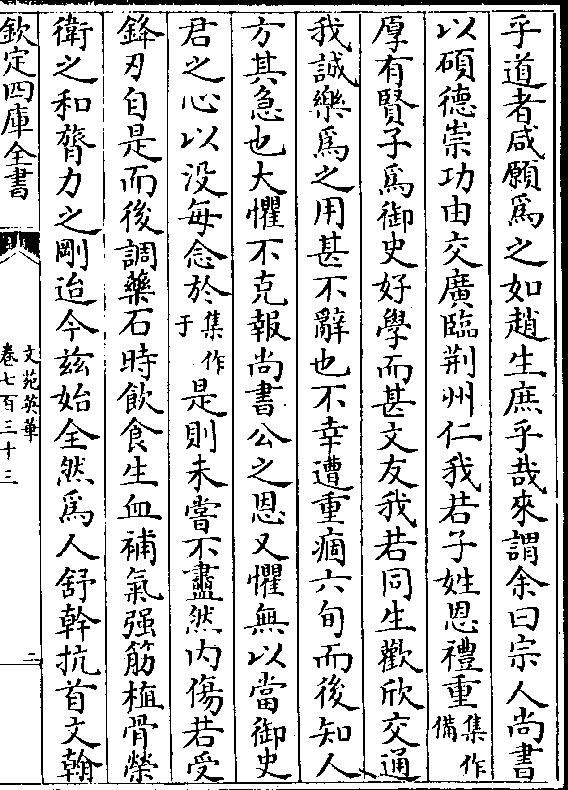 乎道者咸願爲之如趙生庶乎哉來謂余曰宗人尚書
以碩德崇功由交廣臨荆州仁我若子姓恩禮重集作備
厚有賢子爲御史好學而甚文友我若同生歡欣交通
我誠樂爲之用甚不辭也不幸遭重痼六旬而後知人
方其急也大懼不克報尚書公之恩又懼無以當御史
君之心以没每念於集作于是則未嘗不盡然内傷若受
鋒刃自是而後調藥石時飲食生血補氣强筋植骨榮
衛之和膂力之剛迨今兹始全然爲人舒幹抗首文翰
欽定四庫全書
文苑英華
卷七百三十三
二